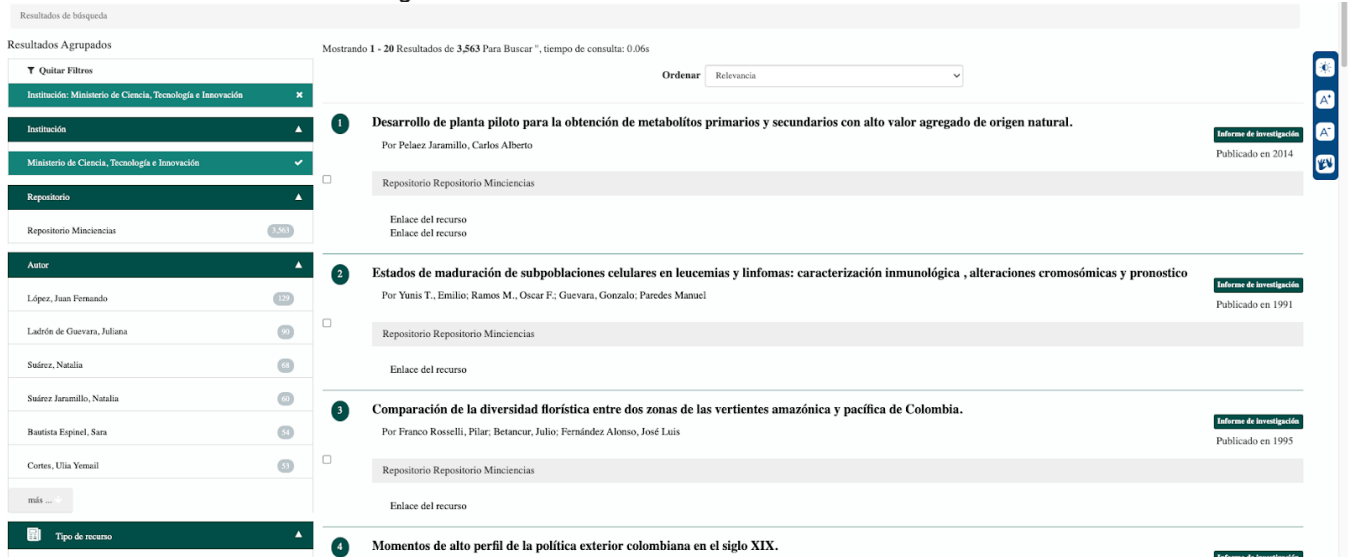 Resultados de búsqueda
Resultados Agrupados
Quitar Filtros
Institución: Ministerio de Ciencia, Tecnología e Innovación ×
Institución
Ministerio de Ciencia, Tecnología e Innovación
Repositorio
Repositorio Minciencias 3,563
Autor
López, Juan Fernando 129
Ladrón de Guevara, Juliana 90
Suárez, Natalia 68
Suárez Jaramillo, Natalia 60
Bautista Espinel, Sara 54
Cortes, Ulia Yemail 53
más ...
Tipo de recurso
Mostrando 1 - 20 Resultados de 3,563 Para Buscar '', tiempo de consulta: 0.06s
Ordenar Relevancia
1 Desarrollo de planta piloto para la obtención de metabolítos primarios y secundarios con alto valor agregado de origen natural.
Por Pelaez Jaramillo, Carlos Alberto
Informe de investigación
Publicado en 2014
Repositorio Repositorio Minciencias
Enlace del recurso
Enlace del recurso
2 Estados de maduración de subpoblaciones celulares en leucemias y linfomas: caracterización inmunológica , alteraciones cromosómicas y pronostico
Por Yunis T., Emilio; Ramos M., Oscar F.; Guevara, Gonzalo; Paredes Manuel
Informe de investigación
Publicado en 1991
Repositorio Repositorio Minciencias
Enlace del recurso
3 Comparación de la diversidad florística entre dos zonas de las vertientes amazónica y pacífica de Colombia.
Por Franco Rosselli, Pilar; Betancur, Julio; Fernández Alonso, José Luis
Informe de investigación
Publicado en 1995
Repositorio Repositorio Minciencias
Enlace del recurso
4 Momentos de alto perfil de la política exterior colombiana en el siglo XIX.
Informe de investigación
A+
A-